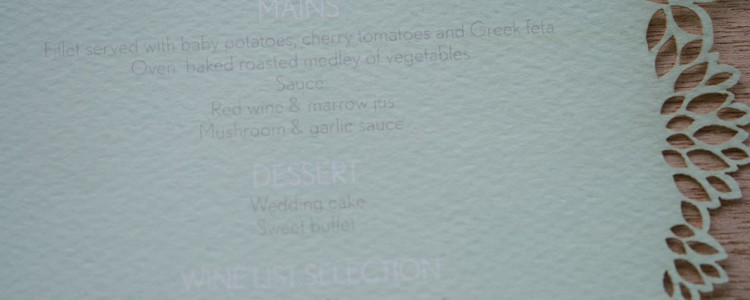 MAINS
Fillet served with baby potatoes, cherry tomatoes and Greek feta
Oven baked roasted medley of vegetables
Sauce:
Red wine & marrow jus
Mushroom & garlic sauce
DESSERT
Wedding cake
Sweet buffet
WINE LIST SELECTION